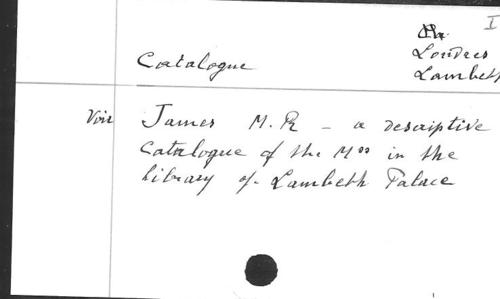 I
Londres
Catalogue Lambeth
Voir James M. R – a descriptive
Catalogue of the Mss in the
Library of Lambeth Palace